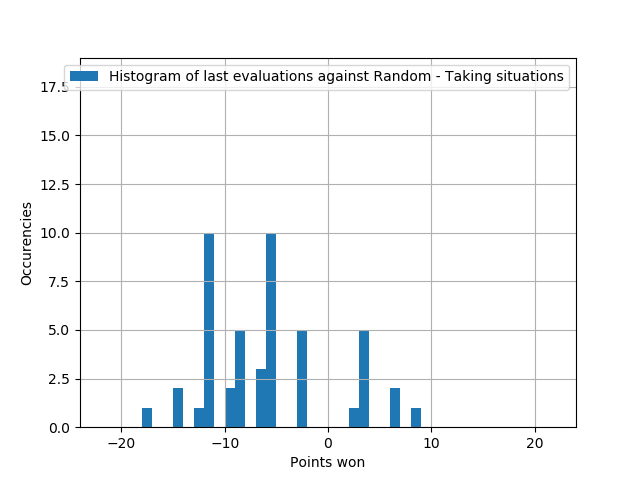 Histogram of last evaluations against Random - Taking situations
17.5
15.0
12.5
10.0
7.5
5.0
2.5
0.0
Occurencies
−20 −10 0 10 20
Points won